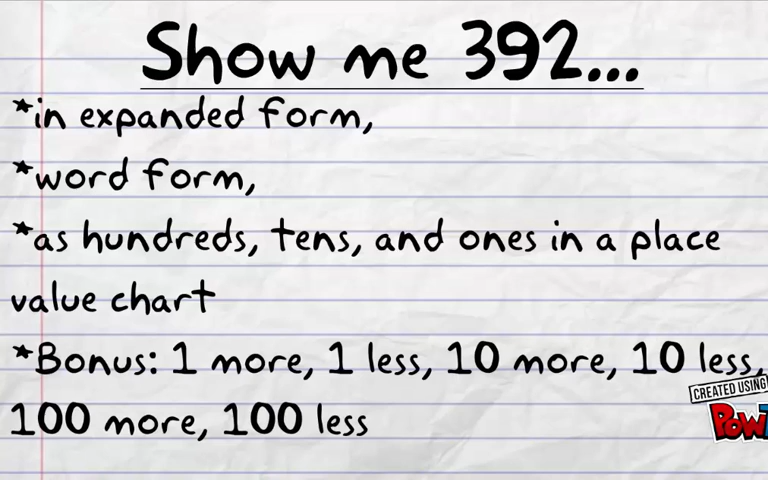 Show me 392...
*in expanded form,
*word form,
*as hundreds, tens, and ones in a place
value chart
*Bonus: 1 more, 1 less, 10 more, 10 less,
100 more, 100 less
CREATED USING